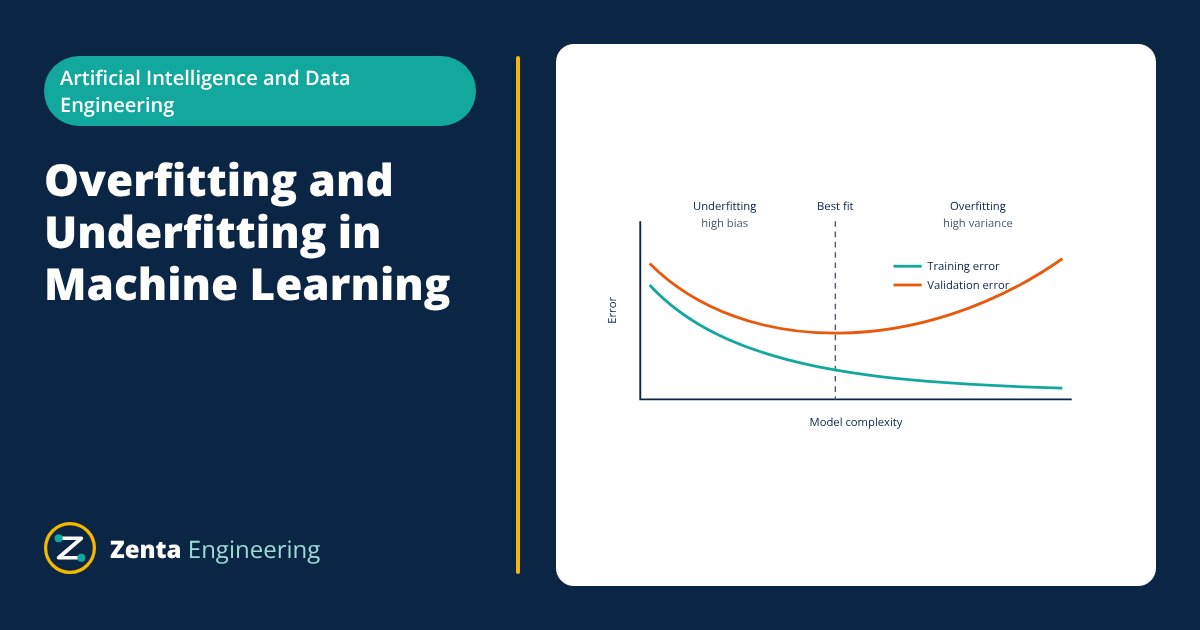 Artificial Intelligence and Data
Engineering
Overfitting and
Underfitting in
Machine Learning
Zenta Engineering
Underfitting
high bias
Best fit
Overfitting
high variance
Training error
Validation error
Error
Model complexity